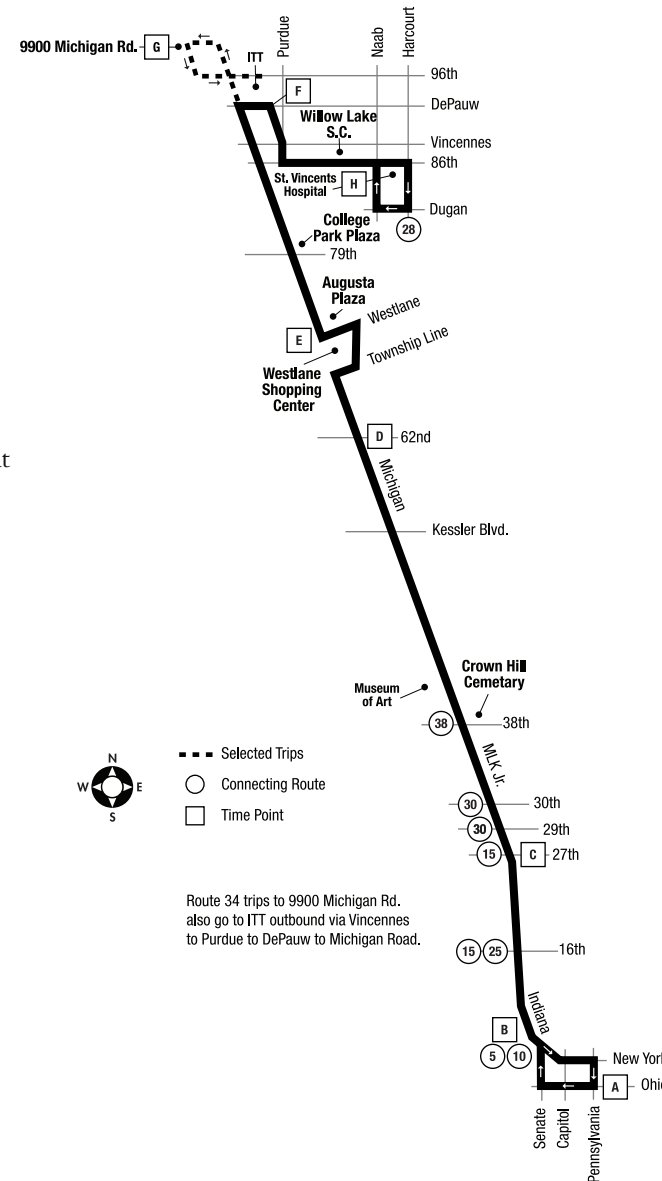 9900 Michigan Rd.
G
ITT
Purdue
Naab
Harcourt
96th
F
DePauw
Willow Lake
S.C.
Vincennes
86th
St. Vincents
Hospital
H
Dugan
28
College
Park Plaza
79th
Augusta
Plaza
Westlane
E
Township Line
Westlane
Shopping
Center
D
62nd
Michigan
Kessler Blvd.
Museum
of Art
Crown Hill
Cemetary
38
38th
MLK Jr.
N
W E
S
Selected Trips
Connecting Route
Time Point
30
30th
30
29th
15
C
27th
Route 34 trips to 9900 Michigan Rd.
also go to ITT outbound via Vincennes
to Purdue to DePauw to Michigan Road.
15 25
16th
Indiana
B
5 10
New York
A
Ohio
Senate
Capitol
Pennsylvania